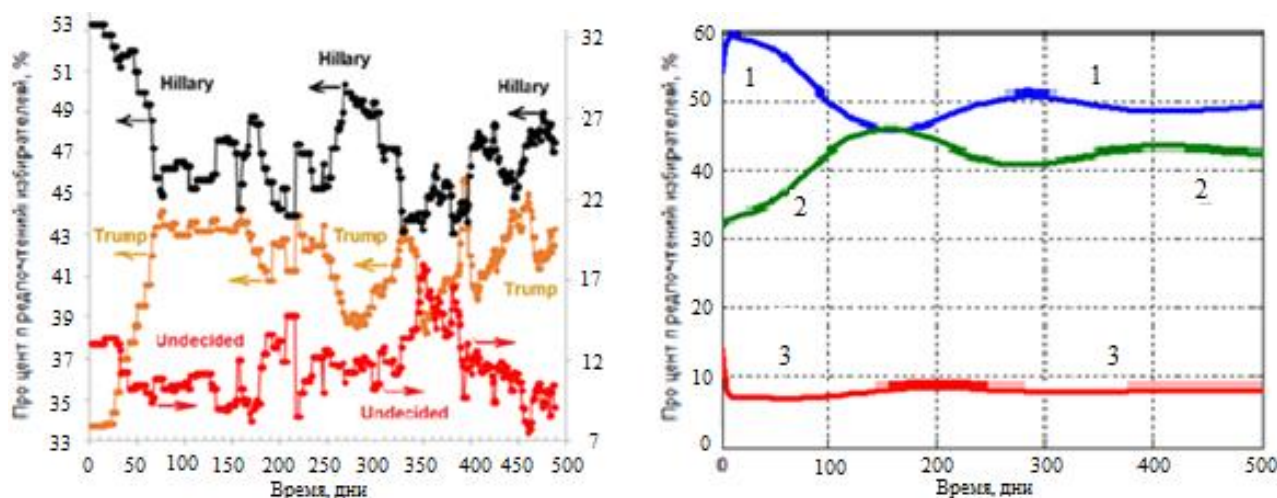 Про цент п редпочтений избирателей, %
53
51
49
47
45
43
41
39
37
35
33
32
27
22
17
12
7
Hillary
Hillary
Hillary
Trump
Trump
Trump
Undecided
Undecided
0 50 100 150 200 250 300 350 400 450 500
Время, дни
Про цент п редпочтений избирателей, %
60
50
40
30
20
10
0
1
1
2
2
3
3
0 100 200 300 400 500
Время, дни